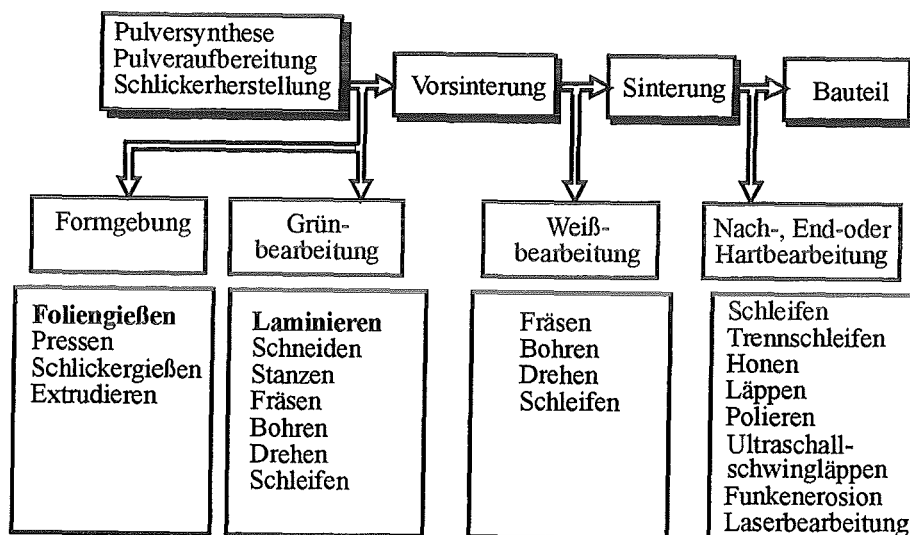 Pulversynthese
Pulveraufbereitung
Schlickerherstellung
Vorsinterung
Sinterung
Bauteil
Formgebung
Grün-
bearbeitung
Weiß-
bearbeitung
Nach-, End-oder
Hartbearbeitung
Foliengießen
Pressen
Schlickergießen
Extrudieren
Laminieren
Schneiden
Stanzen
Fräsen
Bohren
Drehen
Schleifen
Fräsen
Bohren
Drehen
Schleifen
Schleifen
Trennschleifen
Honen
Läppen
Polieren
Ultraschall-
schwingläppen
Funkenerosion
Laserbearbeitung